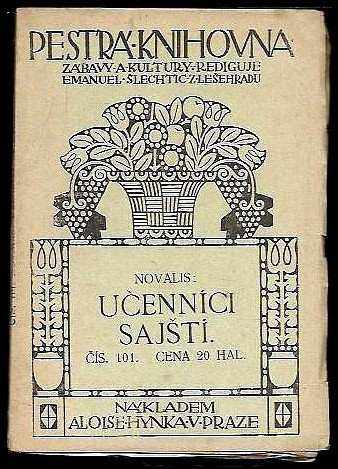 PESTRÁ·KNIHOVNA
ZÁBAVY·A·KULTURY·REDIGUJE
EMANUEL·ŠLECHTIC·Z·LEŠEHRADU
NOVALIS:
UČENNÍCI
SAJŠTÍ.
ČÍS. 101. CENA 20 HAL.
NÁKLADEM
ALOISE·HYNKA·V·PRAZE